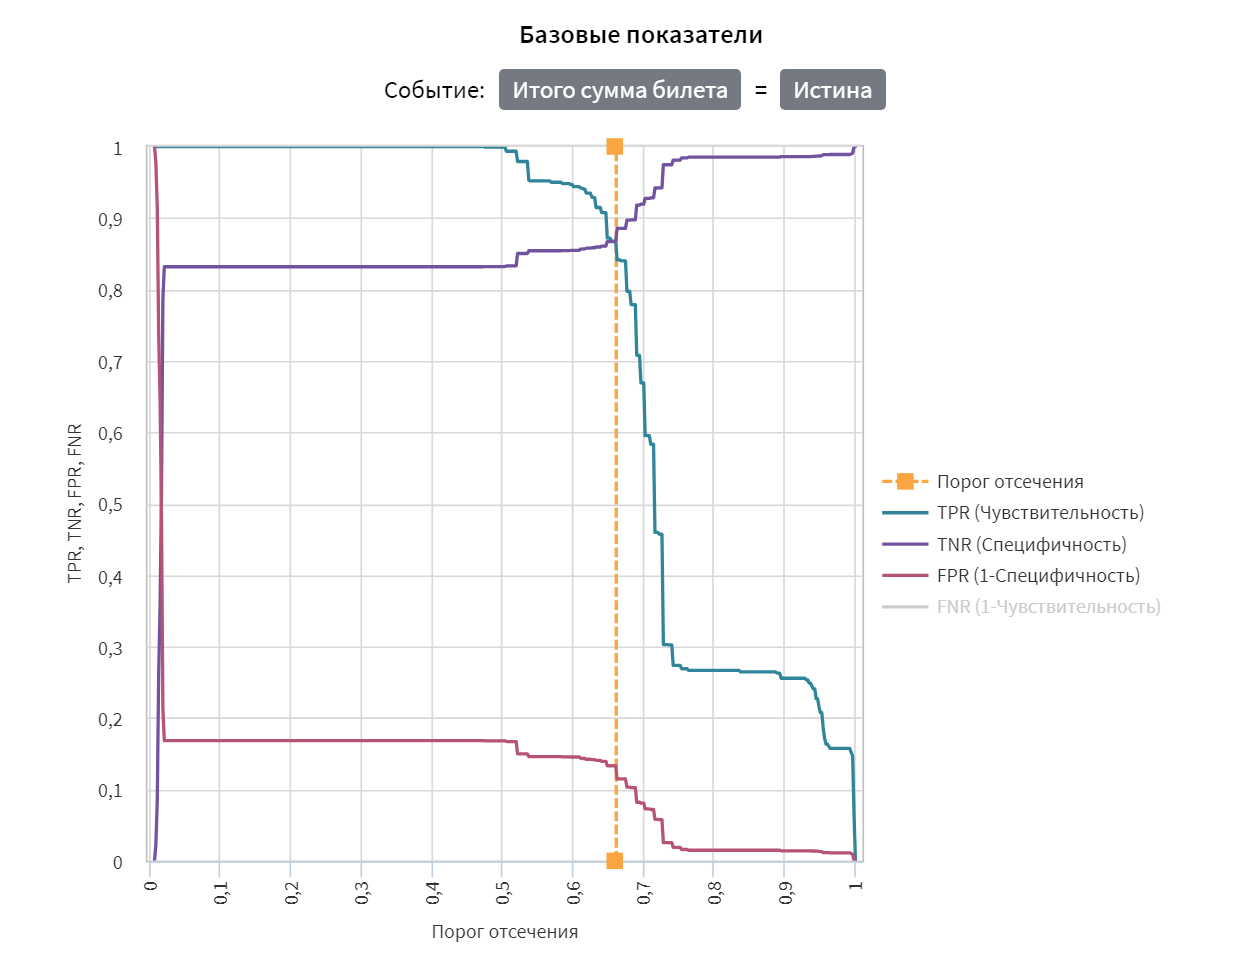 Базовые показатели
Событие: Итого сумма билета = Истина
1
0,9
0,8
0,7
0,6
0,5
0,4
0,3
0,2
0,1
0
TPR, TNR, FPR, FNR
0
0,1
0,2
0,3
0,4
0,5
0,6
0,7
0,8
0,9
1
Порог отсечения
Порог отсечения
TPR (Чувствительность)
TNR (Специфичность)
FPR (1-Специфичность)
FNR (1-Чувствительность)